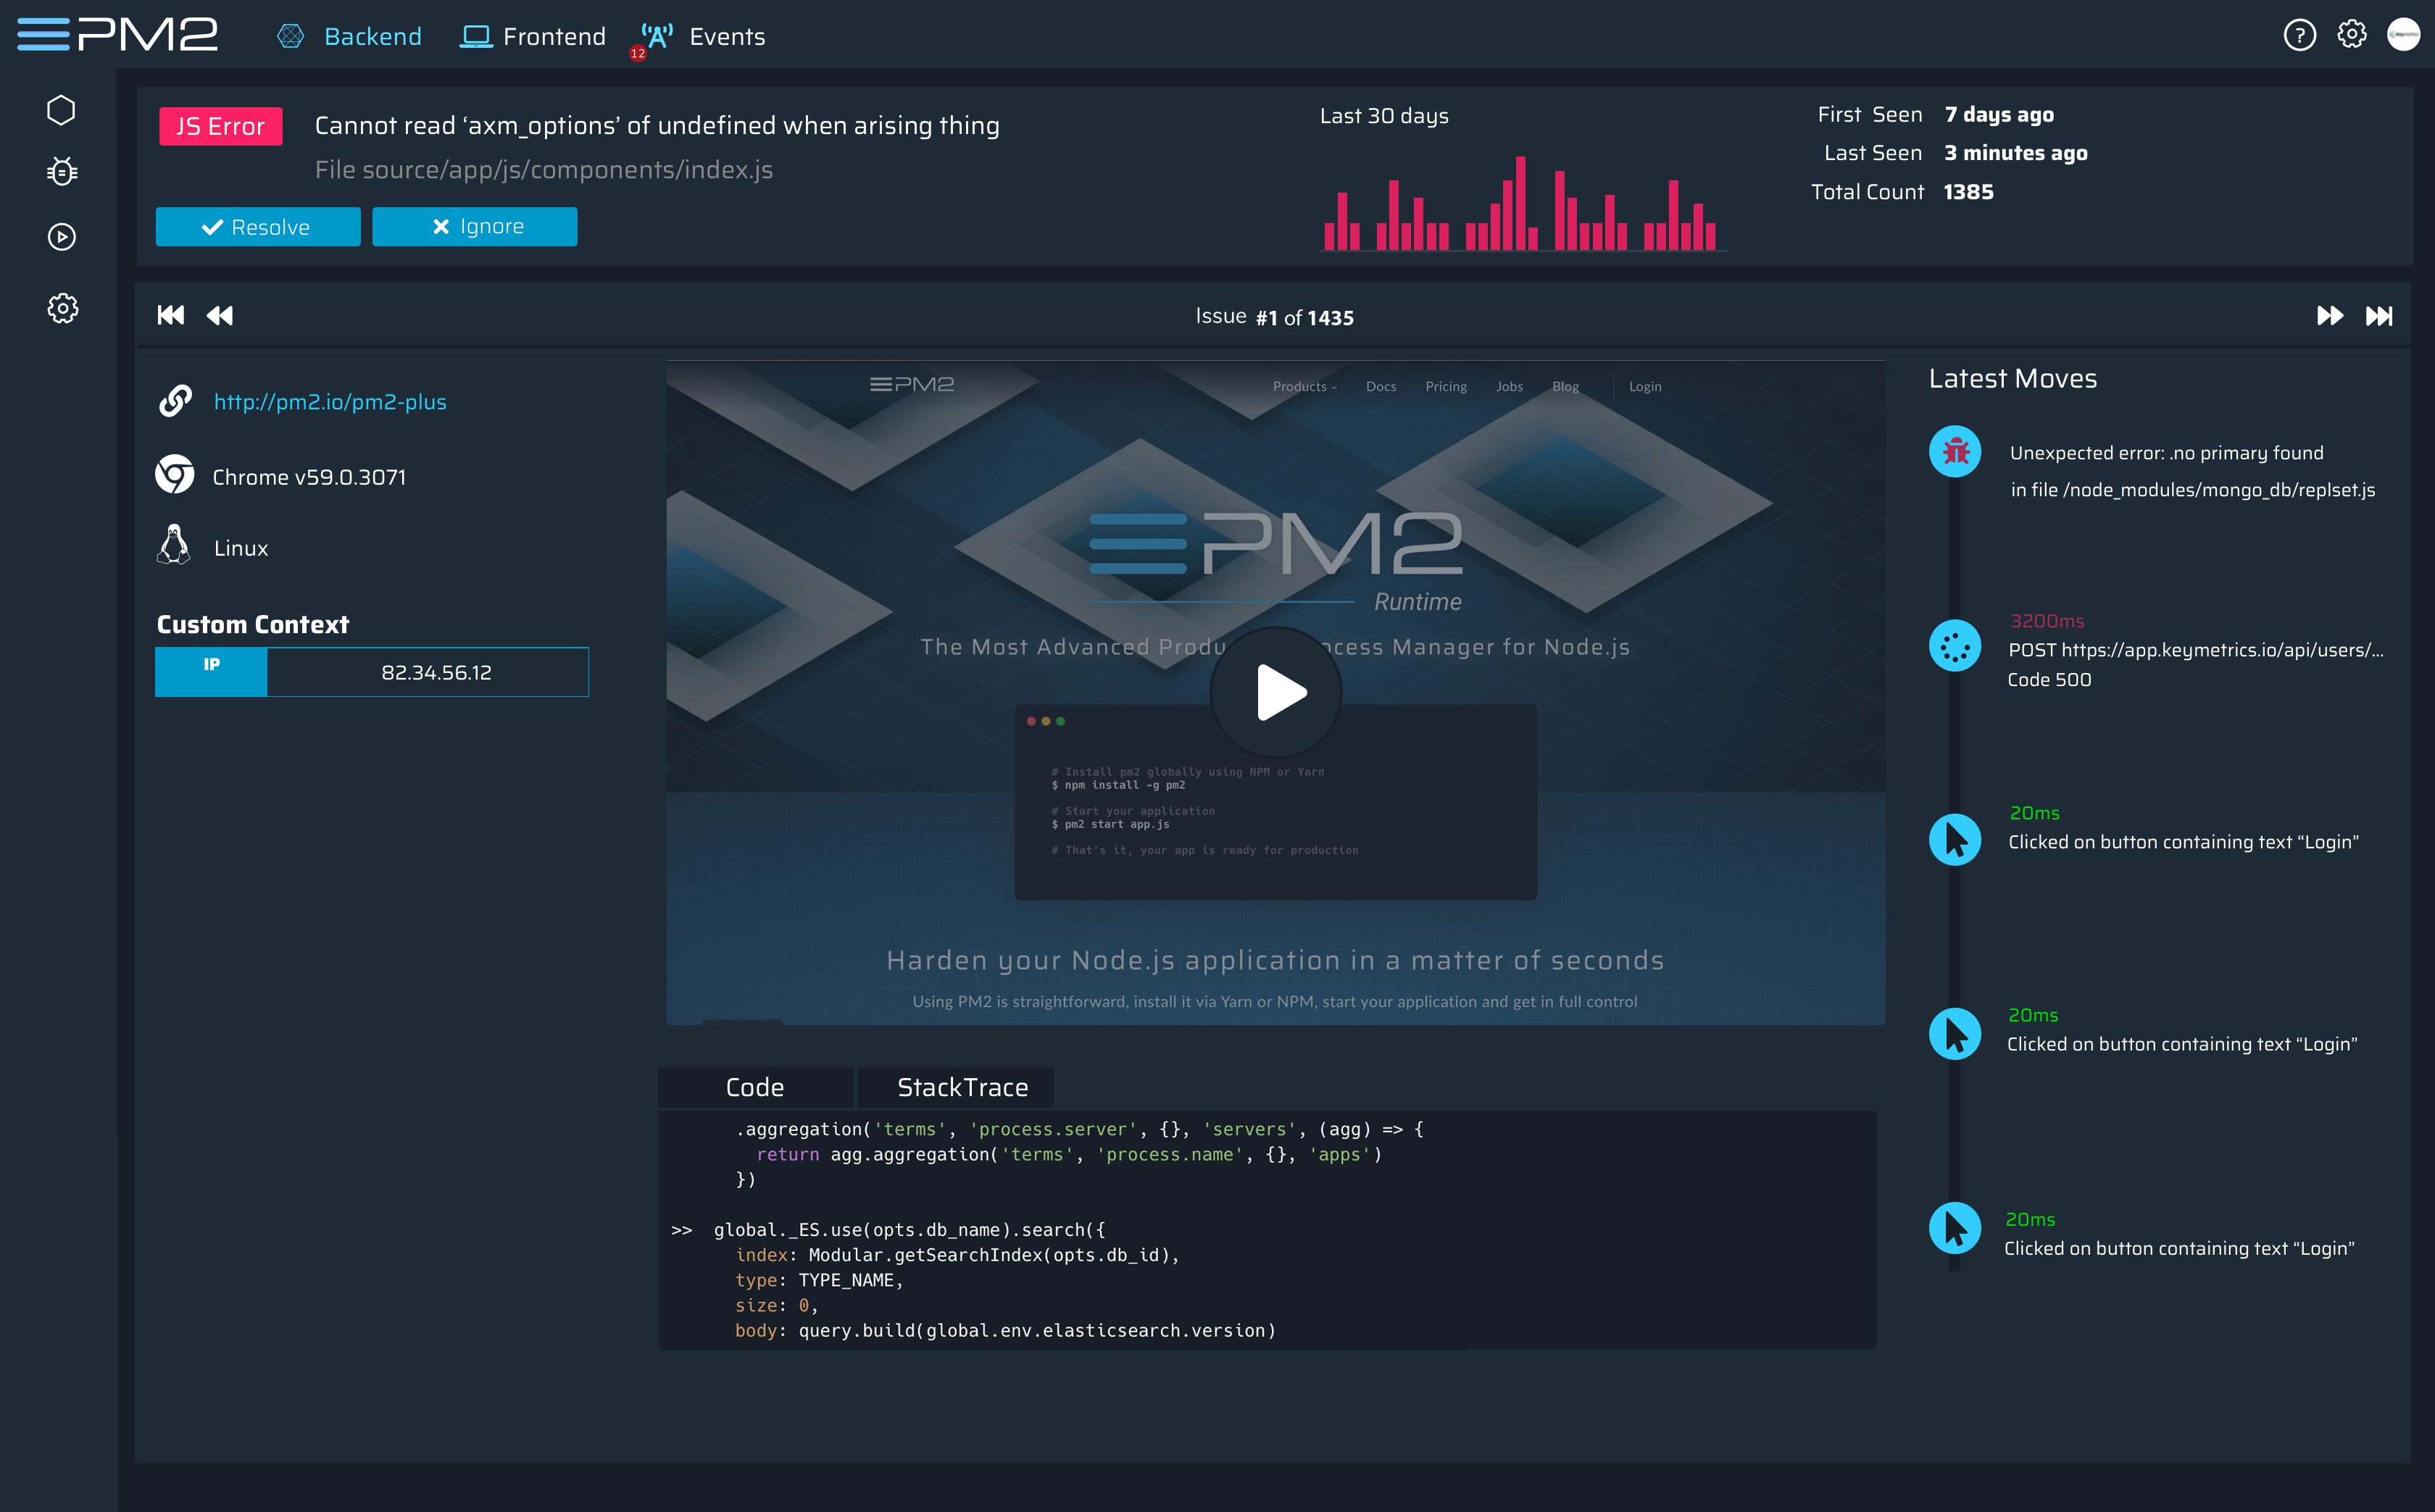 PM2
Backend
Frontend
12
Events
?
JS Error
Cannot read ‘axm_options’ of undefined when arising thing
File source/app/js/components/index.js
Resolve
Ignore
Last 30 days
First Seen 7 days ago
Last Seen 3 minutes ago
Total Count 1385
Issue #1 of 1435
http://pm2.io/pm2-plus
Chrome v59.0.3071
Linux
Custom Context
IP 82.34.56.12
PM2
Products
Docs
Pricing
Jobs
Blog
Login
PM2
Runtime
The Most Advanced Produ cess Manager for Node.js
# Install pm2 globally using NPM or Yarn
$ npm install -g pm2
# Start your application
$ pm2 start app.js
# That's it, your app is ready for production
Harden your Node.js application in a matter of seconds
Using PM2 is straightforward, install it via Yarn or NPM, start your application and get in full control
Code
StackTrace
.aggregation('terms', 'process.server', {}, 'servers', (agg) => {
return agg.aggregation('terms', 'process.name', {}, 'apps')
})
>> global._ES.use(opts.db_name).search({
index: Modular.getSearchIndex(opts.db_id),
type: TYPE_NAME,
size: 0,
body: query.build(global.env.elasticsearch.version)
Latest Moves
Unexpected error: .no primary found
in file /node_modules/mongo_db/replset.js
3200ms
POST https://app.keymetrics.io/api/users/...
Code 500
20ms
Clicked on button containing text “Login”
20ms
Clicked on button containing text “Login”
20ms
Clicked on button containing text “Login”